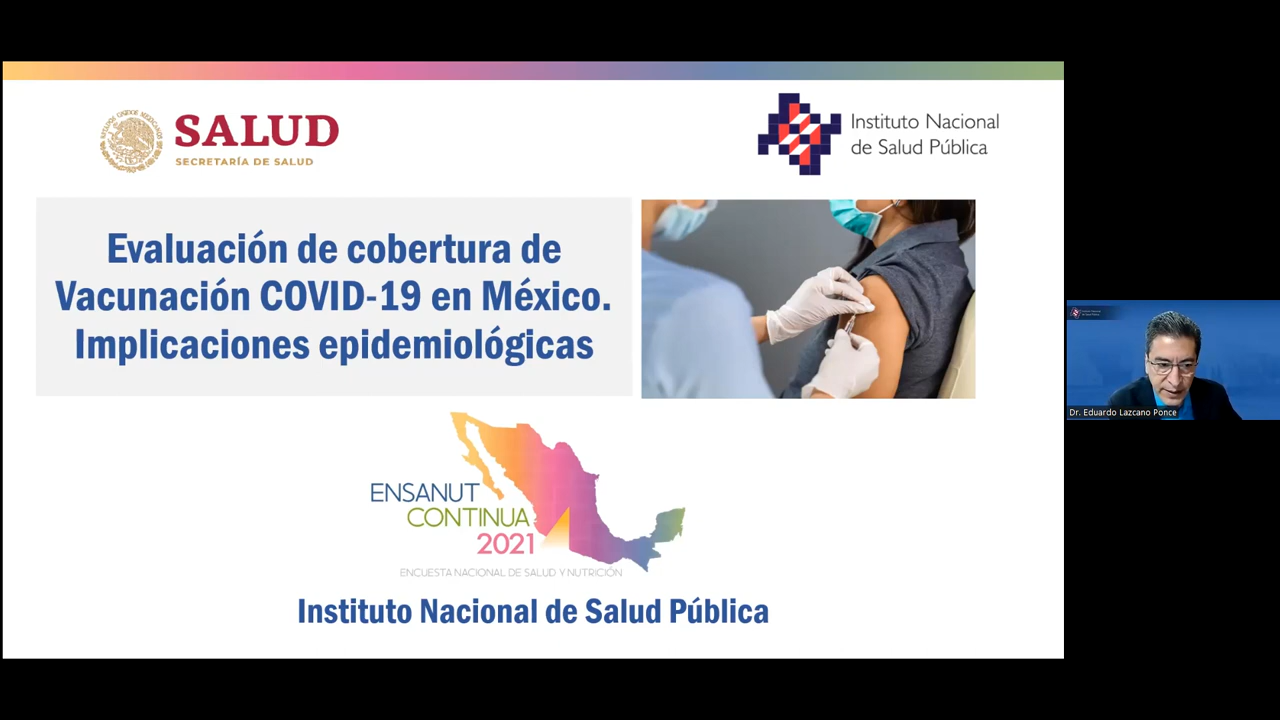 SALUD
SECRETARÍA DE SALUD
Instituto Nacional
de Salud Pública
Evaluación de cobertura de
Vacunación COVID-19 en México.
Implicaciones epidemiológicas
ENSANUT
CONTINUA
2021
ENCUESTA NACIONAL DE SALUD Y NUTRICIÓN
Instituto Nacional de Salud Pública
Dr. Eduardo Lazcano Ponce